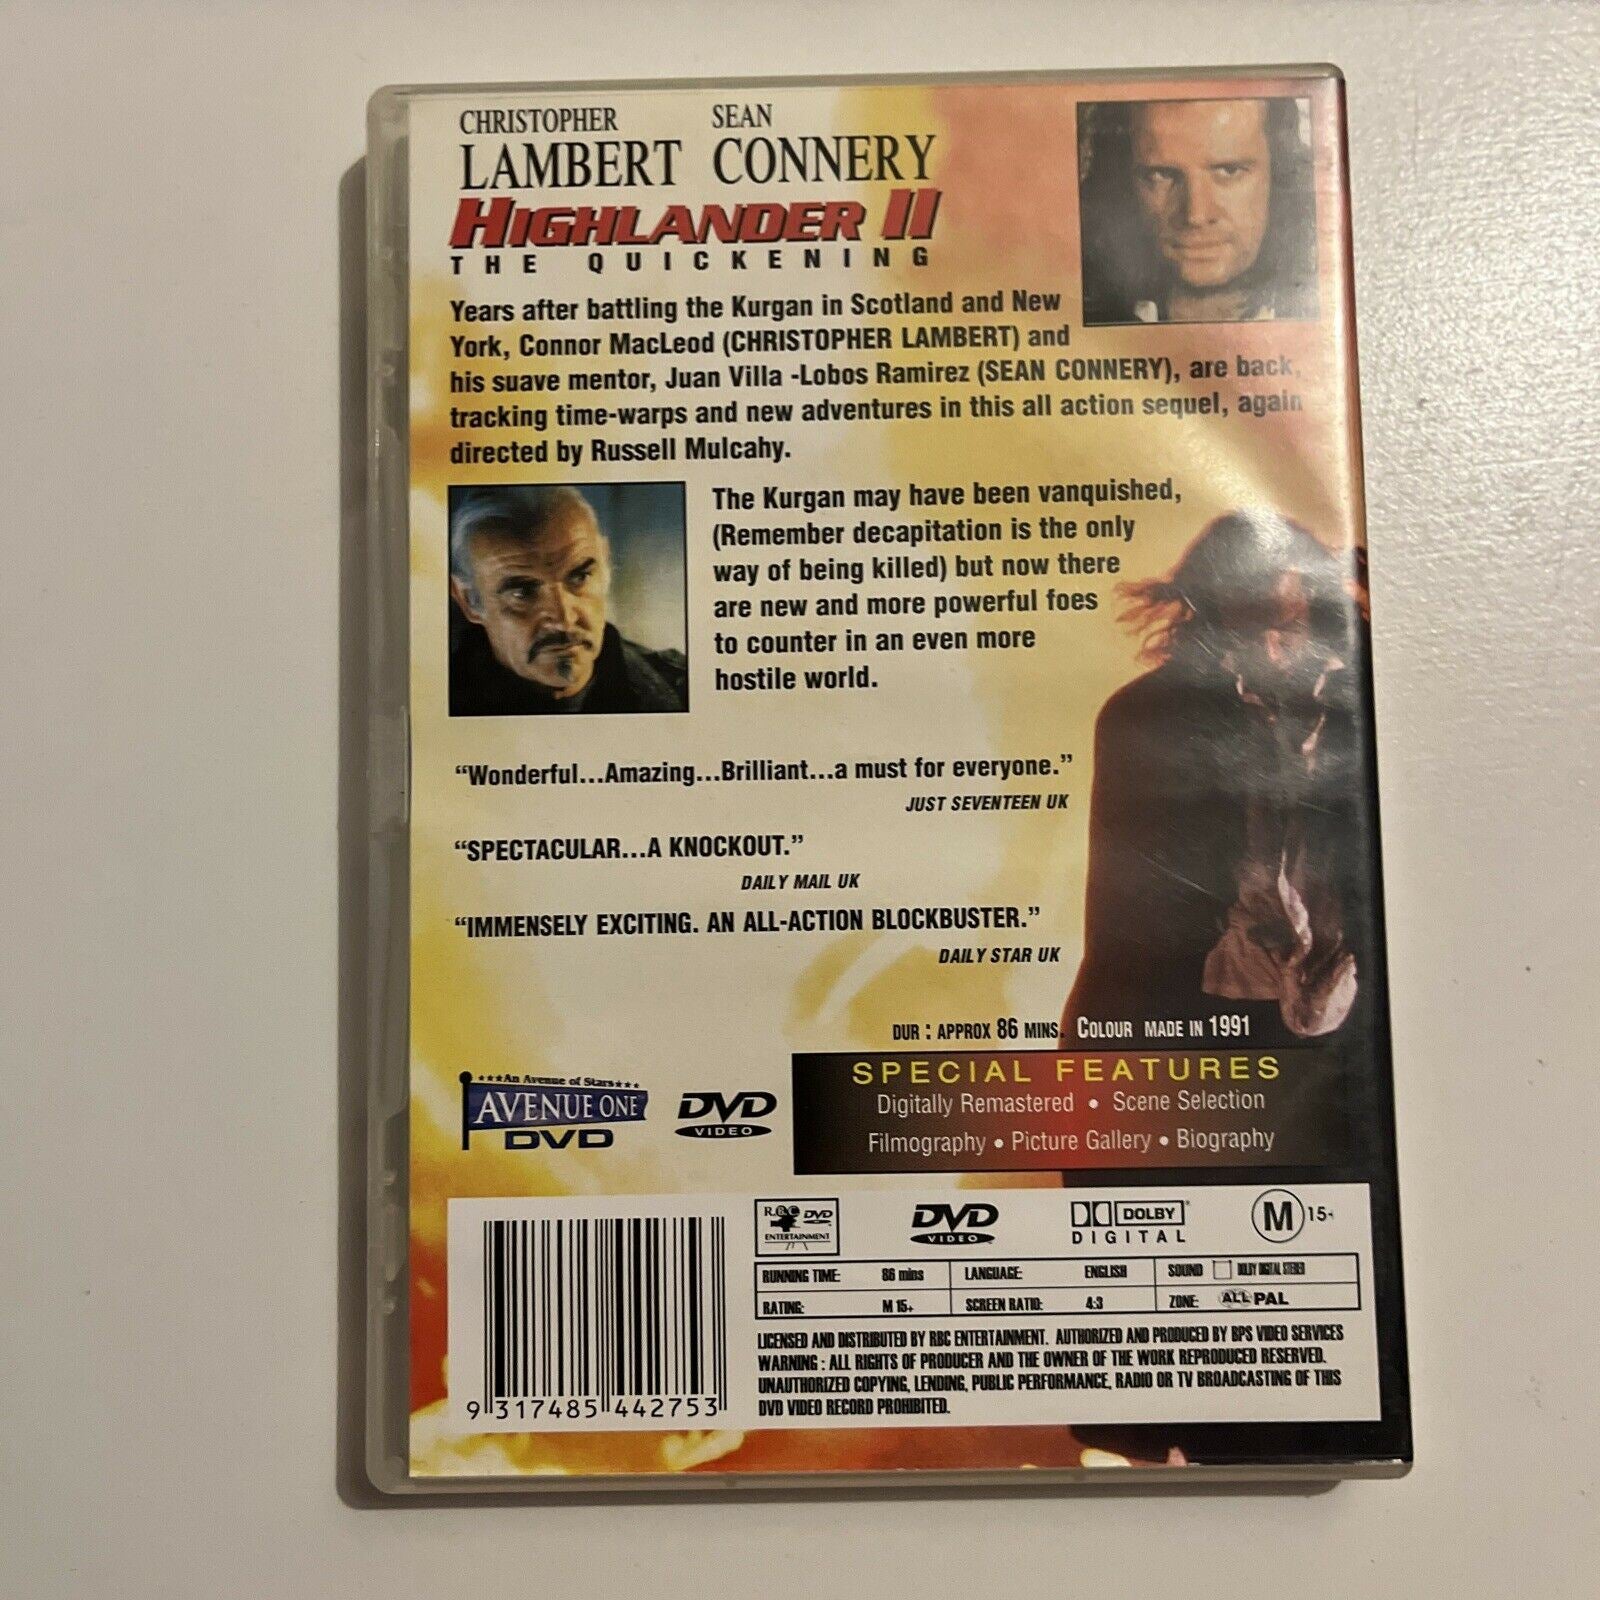 CHRISTOPHER SEAN
LAMBERT CONNERY
HIGHLANDER II
THE QUICKENING
Years after battling the Kurgan in Scotland and New
York, Connor MacLeod (CHRISTOPHER LAMBERT) and
his suave mentor, Juan Villa -Lobos Ramirez (SEAN CONNERY), are back,
tracking time-warps and new adventures in this all action sequel, again
directed by Russell Mulcahy.
The Kurgan may have been vanquished,
(Remember decapitation is the only
way of being killed) but now there
are new and more powerful foes
to counter in an even more
hostile world.
“Wonderful...Amazing...Brilliant...a must for everyone.”
JUST SEVENTEEN UK
“SPECTACULAR...A KNOCKOUT.”
DAILY MAIL UK
“IMMENSELY EXCITING. AN ALL-ACTION BLOCKBUSTER.”
DAILY STAR UK
DUR : APPROX 86 MINS. COLOUR MADE IN 1991
SPECIAL FEATURES
Digitally Remastered • Scene Selection
Filmography • Picture Gallery • Biography
***An Avenue of Stars***
AVENUE ONE
DVD
DVD
VIDEO
R.B.C DVD
ENTERTAINMENT
DVD
VIDEO
DOLBY
DIGITAL
M 15+
RUNNING TIME: 86 mins LANGUAGE: ENGLISH SOUND DOLBY DIGITAL STEREO
RATING: M 15+ SCREEN RATIO: 4:3 ZONE: ALL PAL
LICENSED AND DISTRIBUTED BY RBC ENTERTAINMENT. AUTHORIZED AND PRODUCED BY BPS VIDEO SERVICES
WARNING : ALL RIGHTS OF PRODUCER AND THE OWNER OF THE WORK REPRODUCED RESERVED.
UNAUTHORIZED COPYING, LENDING, PUBLIC PERFORMANCE, RADIO OR TV BROADCASTING OF THIS
DVD VIDEO RECORD PROHIBITED.
9 317485 442753